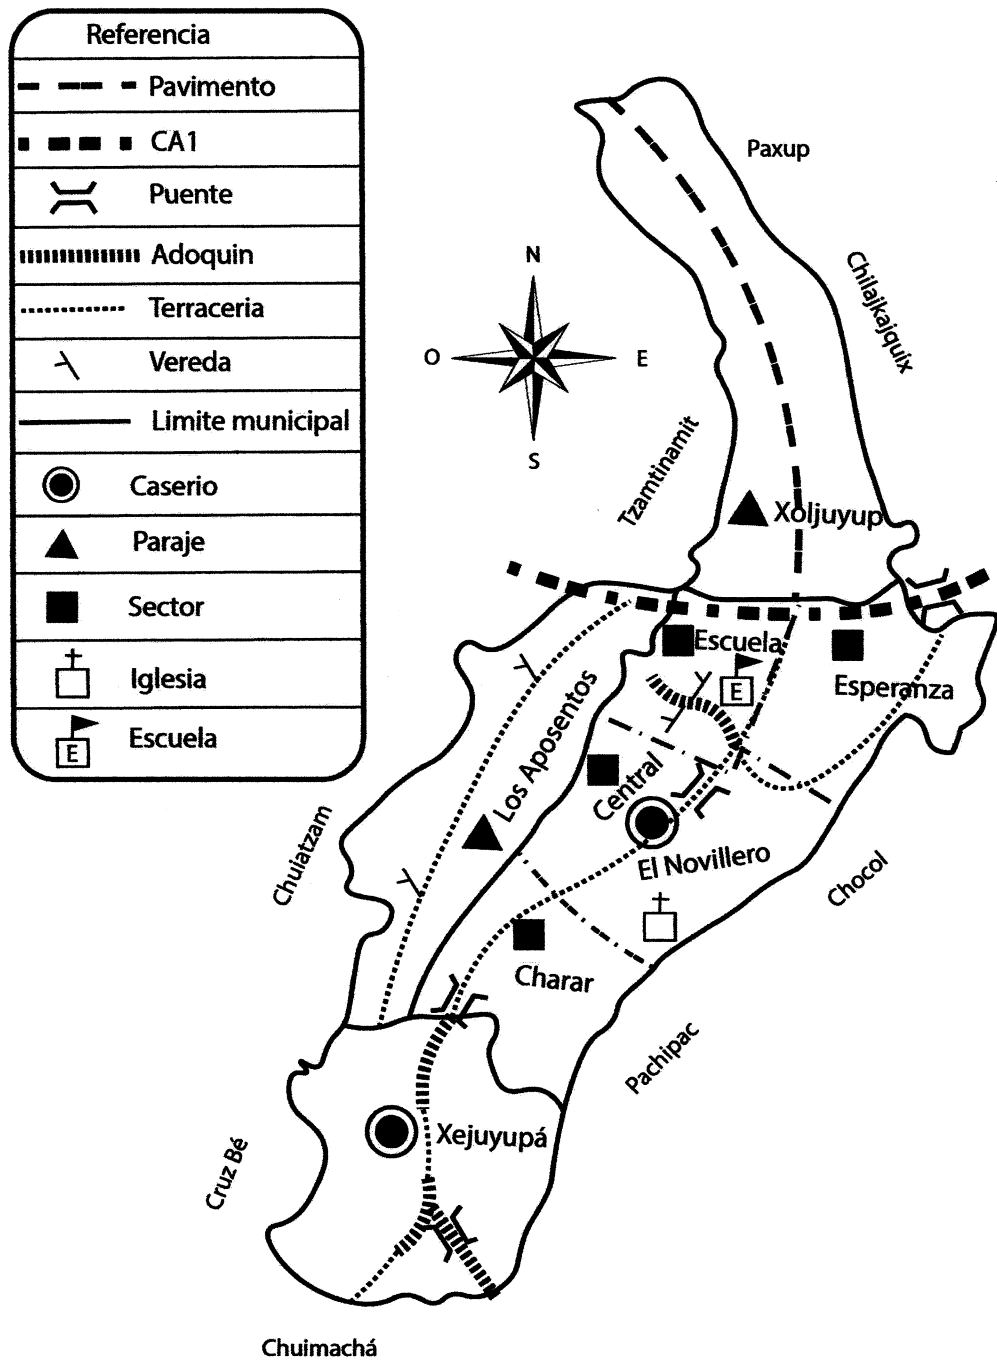 Referencia
Pavimento
CA1
Puente
Adoquin
Terraceria
Vereda
Limite municipal
Caserio
Paraje
Sector
Iglesia
E
Escuela
Paxup
Chilajkajquix
N
O
E
S
Tzamtinamit
Xoljuyup
Escuela
E
Esperanza
Los Aposentos
Central
El Novillero
Chuiatzam
Chocol
Charar
Pachipac
Xejuyupá
Cruz Bé
Chuimachá